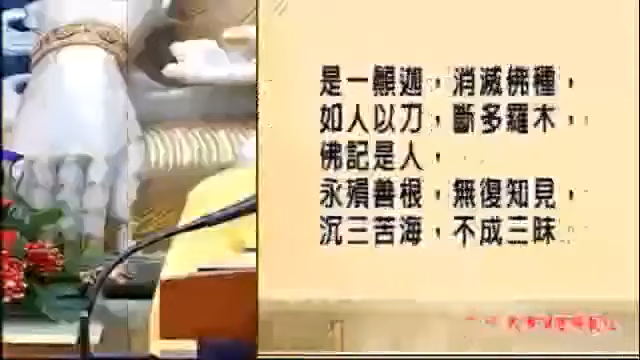 是一顛迦，消滅佛種，
如人以刀，斷多羅木，
佛記是人，
永殞善根，無復知見，
沉三苦海，不成三昧